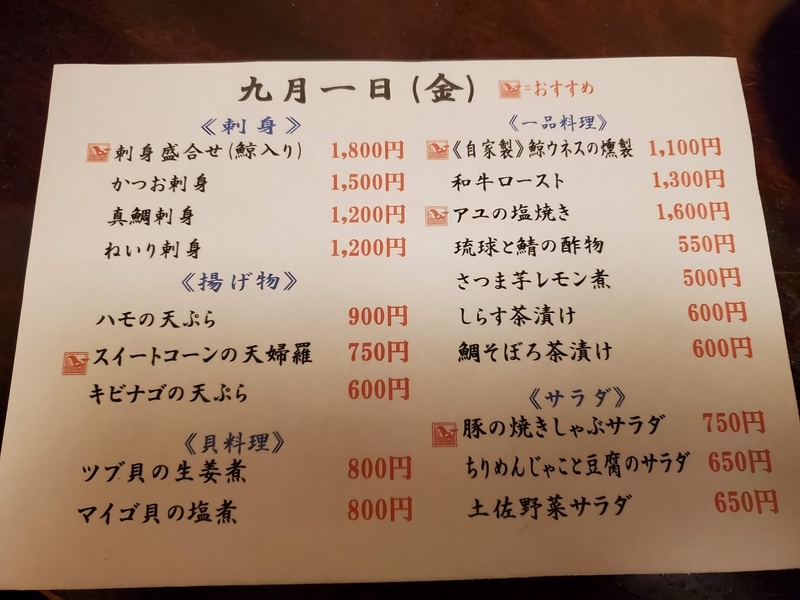 九月一日(金)
=おすすめ
《刺身》
刺身盛合せ(鯨入り) 1,800円
かつお刺身 1,500円
真鯛刺身 1,200円
ねいり刺身 1,200円
《揚げ物》
ハモの天ぷら 900円
スイートコーンの天婦羅 750円
キビナゴの天ぷら 600円
《貝料理》
ツブ貝の生姜煮 800円
マイゴ貝の塩煮 800円
《一品料理》
《自家製》鯨ウネスの燻製 1,100円
和牛ロースト 1,300円
アユの塩焼き 1,600円
琉球と鯖の酢物 550円
さつま芋レモン煮 500円
しらす茶漬け 600円
鯛そぼろ茶漬け 600円
《サラダ》
豚の焼きしゃぶサラダ 750円
ちりめんじゃこと豆腐のサラダ 650円
土佐野菜サラダ 650円